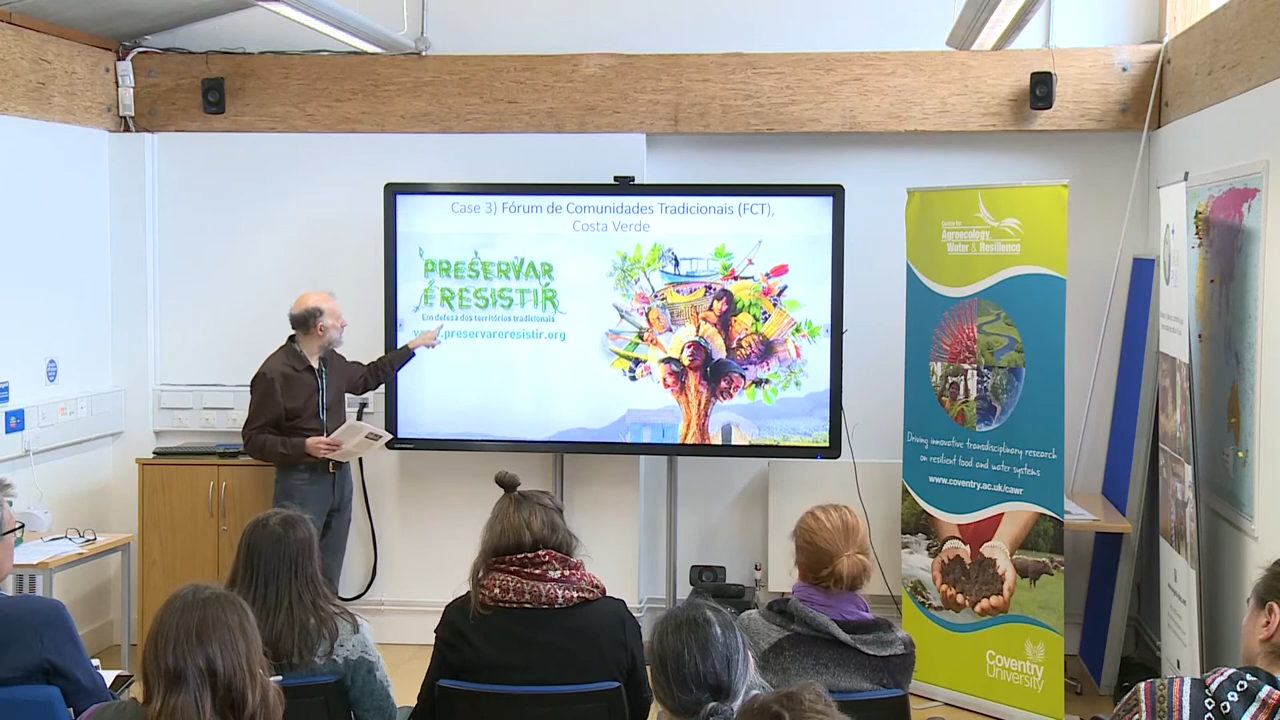 Case 3) Fórum de Comunidades Tradicionais (FCT),
Costa Verde
PRESERVAR
É RESISTIR
Em defesa dos territórios tradicionais
www.preservareresistir.org
Centre for
Agroecology,
Water & Resilience
Driving innovative transdisciplinary research
on resilient food and water systems
www.coventry.ac.uk/cawr
Coventry
University